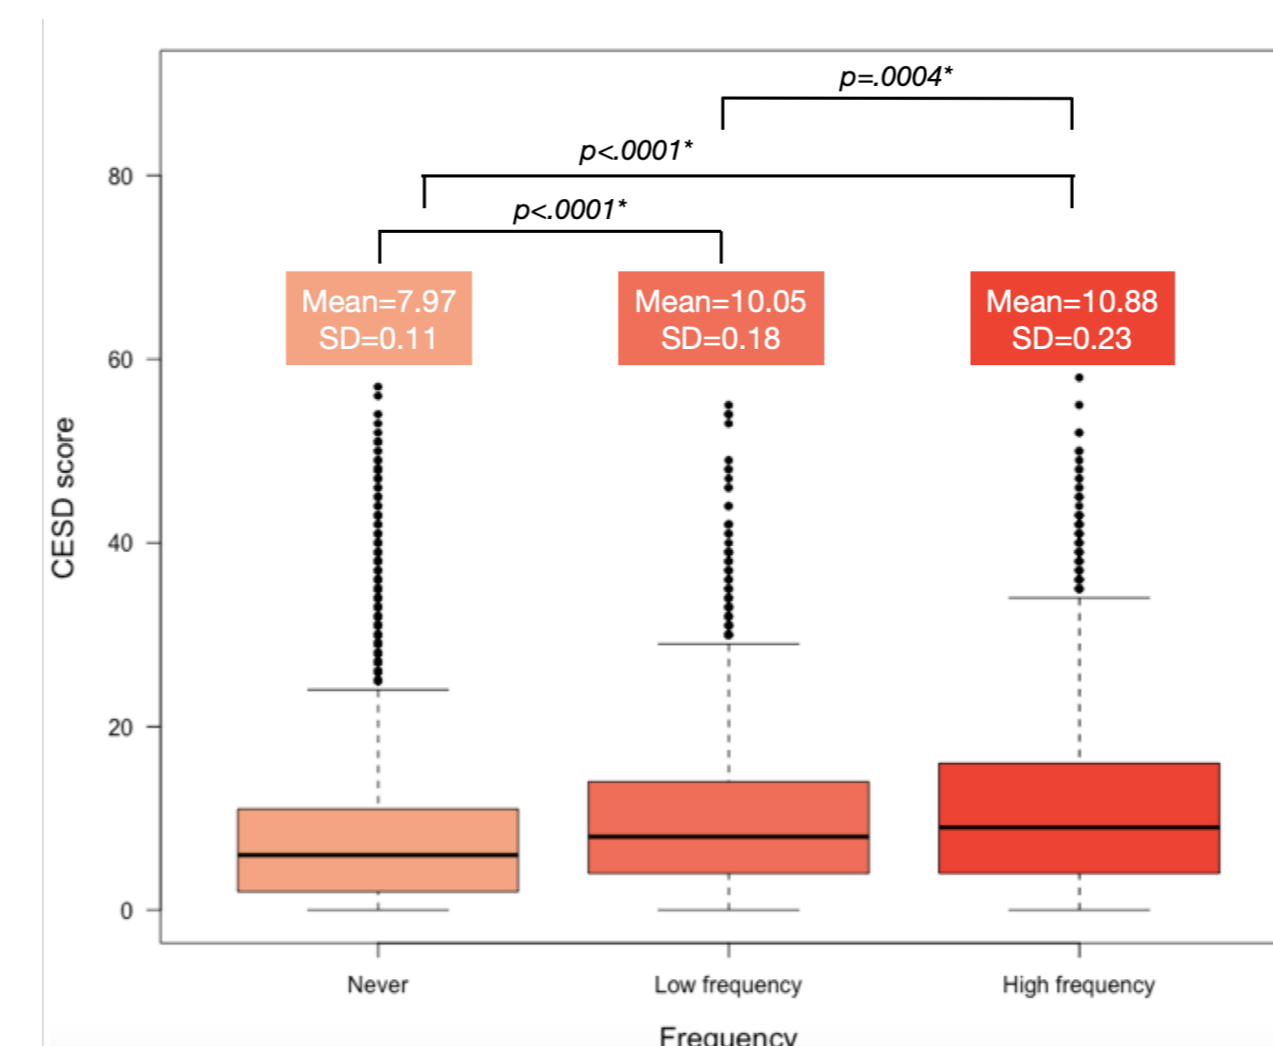 p=.0004*
p<.0001*
p<.0001*
Mean=7.97
SD=0.11
Mean=10.05
SD=0.18
Mean=10.88
SD=0.23
80
60
40
20
0
CESD score
Never
Low frequency
High frequency
Frequency